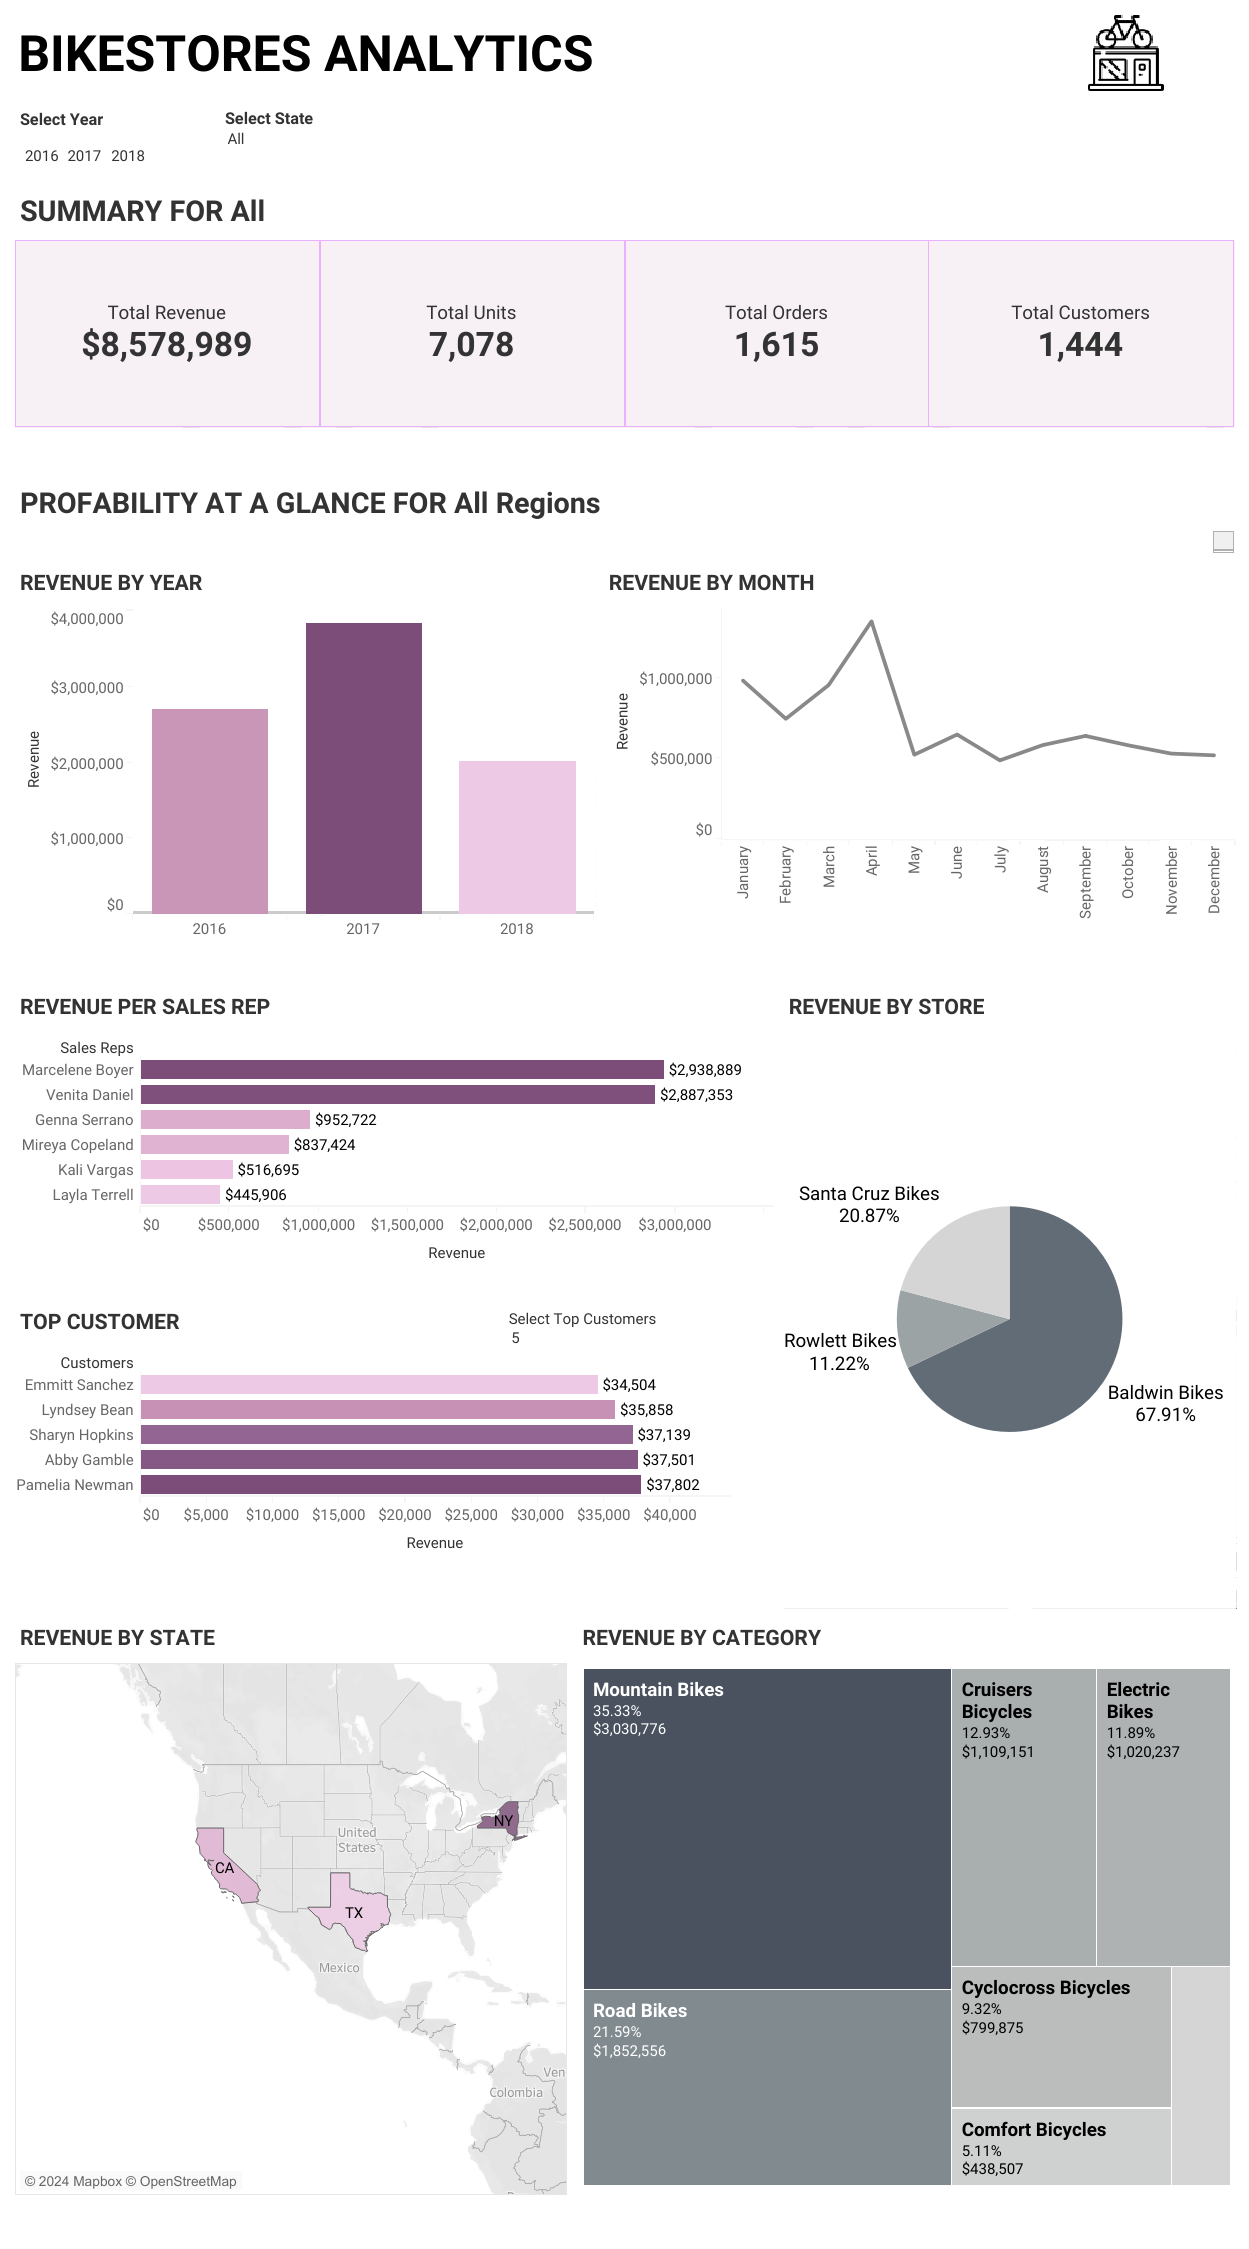 BIKESTORES ANALYTICS
Select Year
Select State
All
2016 2017 2018
SUMMARY FOR All
Total Revenue
$8,578,989
Total Units
7,078
Total Orders
1,615
Total Customers
1,444
PROFABILITY AT A GLANCE FOR All Regions
REVENUE BY YEAR
$4,000,000
$3,000,000
$2,000,000
$1,000,000
$0
Revenue
2016
2017
2018
REVENUE BY MONTH
$1,000,000
$500,000
$0
Revenue
January
February
March
April
May
June
July
August
September
October
November
December
REVENUE PER SALES REP
Sales Reps
Marcelene Boyer $2,938,889
Venita Daniel $2,887,353
Genna Serrano $952,722
Mireya Copeland $837,424
Kali Vargas $516,695
Layla Terrell $445,906
$0 $500,000 $1,000,000 $1,500,000 $2,000,000 $2,500,000 $3,000,000
Revenue
REVENUE BY STORE
Santa Cruz Bikes
20.87%
Rowlett Bikes
11.22%
Baldwin Bikes
67.91%
TOP CUSTOMER
Select Top Customers
5
Customers
Emmitt Sanchez $34,504
Lyndsey Bean $35,858
Sharyn Hopkins $37,139
Abby Gamble $37,501
Pamelia Newman $37,802
$0 $5,000 $10,000 $15,000 $20,000 $25,000 $30,000 $35,000 $40,000
Revenue
REVENUE BY STATE
NY
United
States
CA
TX
Mexico
Ven
Colombia
© 2024 Mapbox © OpenStreetMap
REVENUE BY CATEGORY
Mountain Bikes
35.33%
$3,030,776
Cruisers
Bicycles
12.93%
$1,109,151
Electric
Bikes
11.89%
$1,020,237
Road Bikes
21.59%
$1,852,556
Cyclocross Bicycles
9.32%
$799,875
Comfort Bicycles
5.11%
$438,507